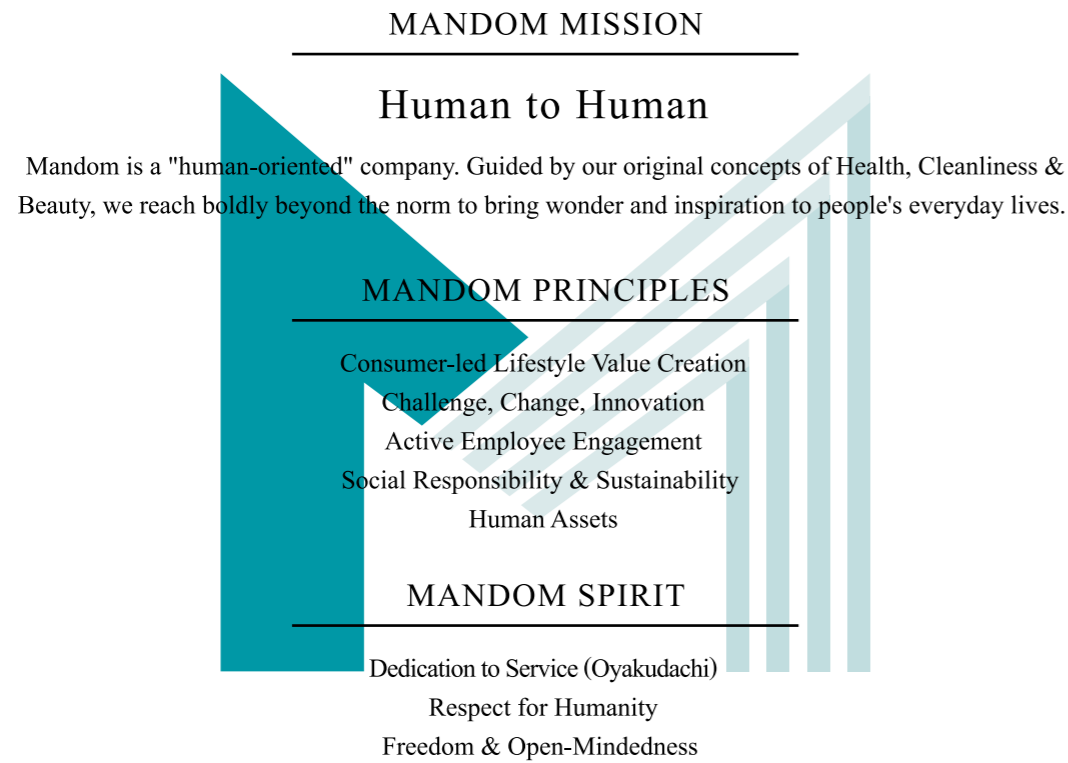 MANDOM MISSION
Human to Human
Mandom is a "human-oriented" company. Guided by our original concepts of Health, Cleanliness &
Beauty, we reach boldly beyond the norm to bring wonder and inspiration to people's everyday lives.
MANDOM PRINCIPLES
Consumer-led Lifestyle Value Creation
Challenge, Change, Innovation
Active Employee Engagement
Social Responsibility & Sustainability
Human Assets
MANDOM SPIRIT
Dedication to Service (Oyakudachi)
Respect for Humanity
Freedom & Open-Mindedness